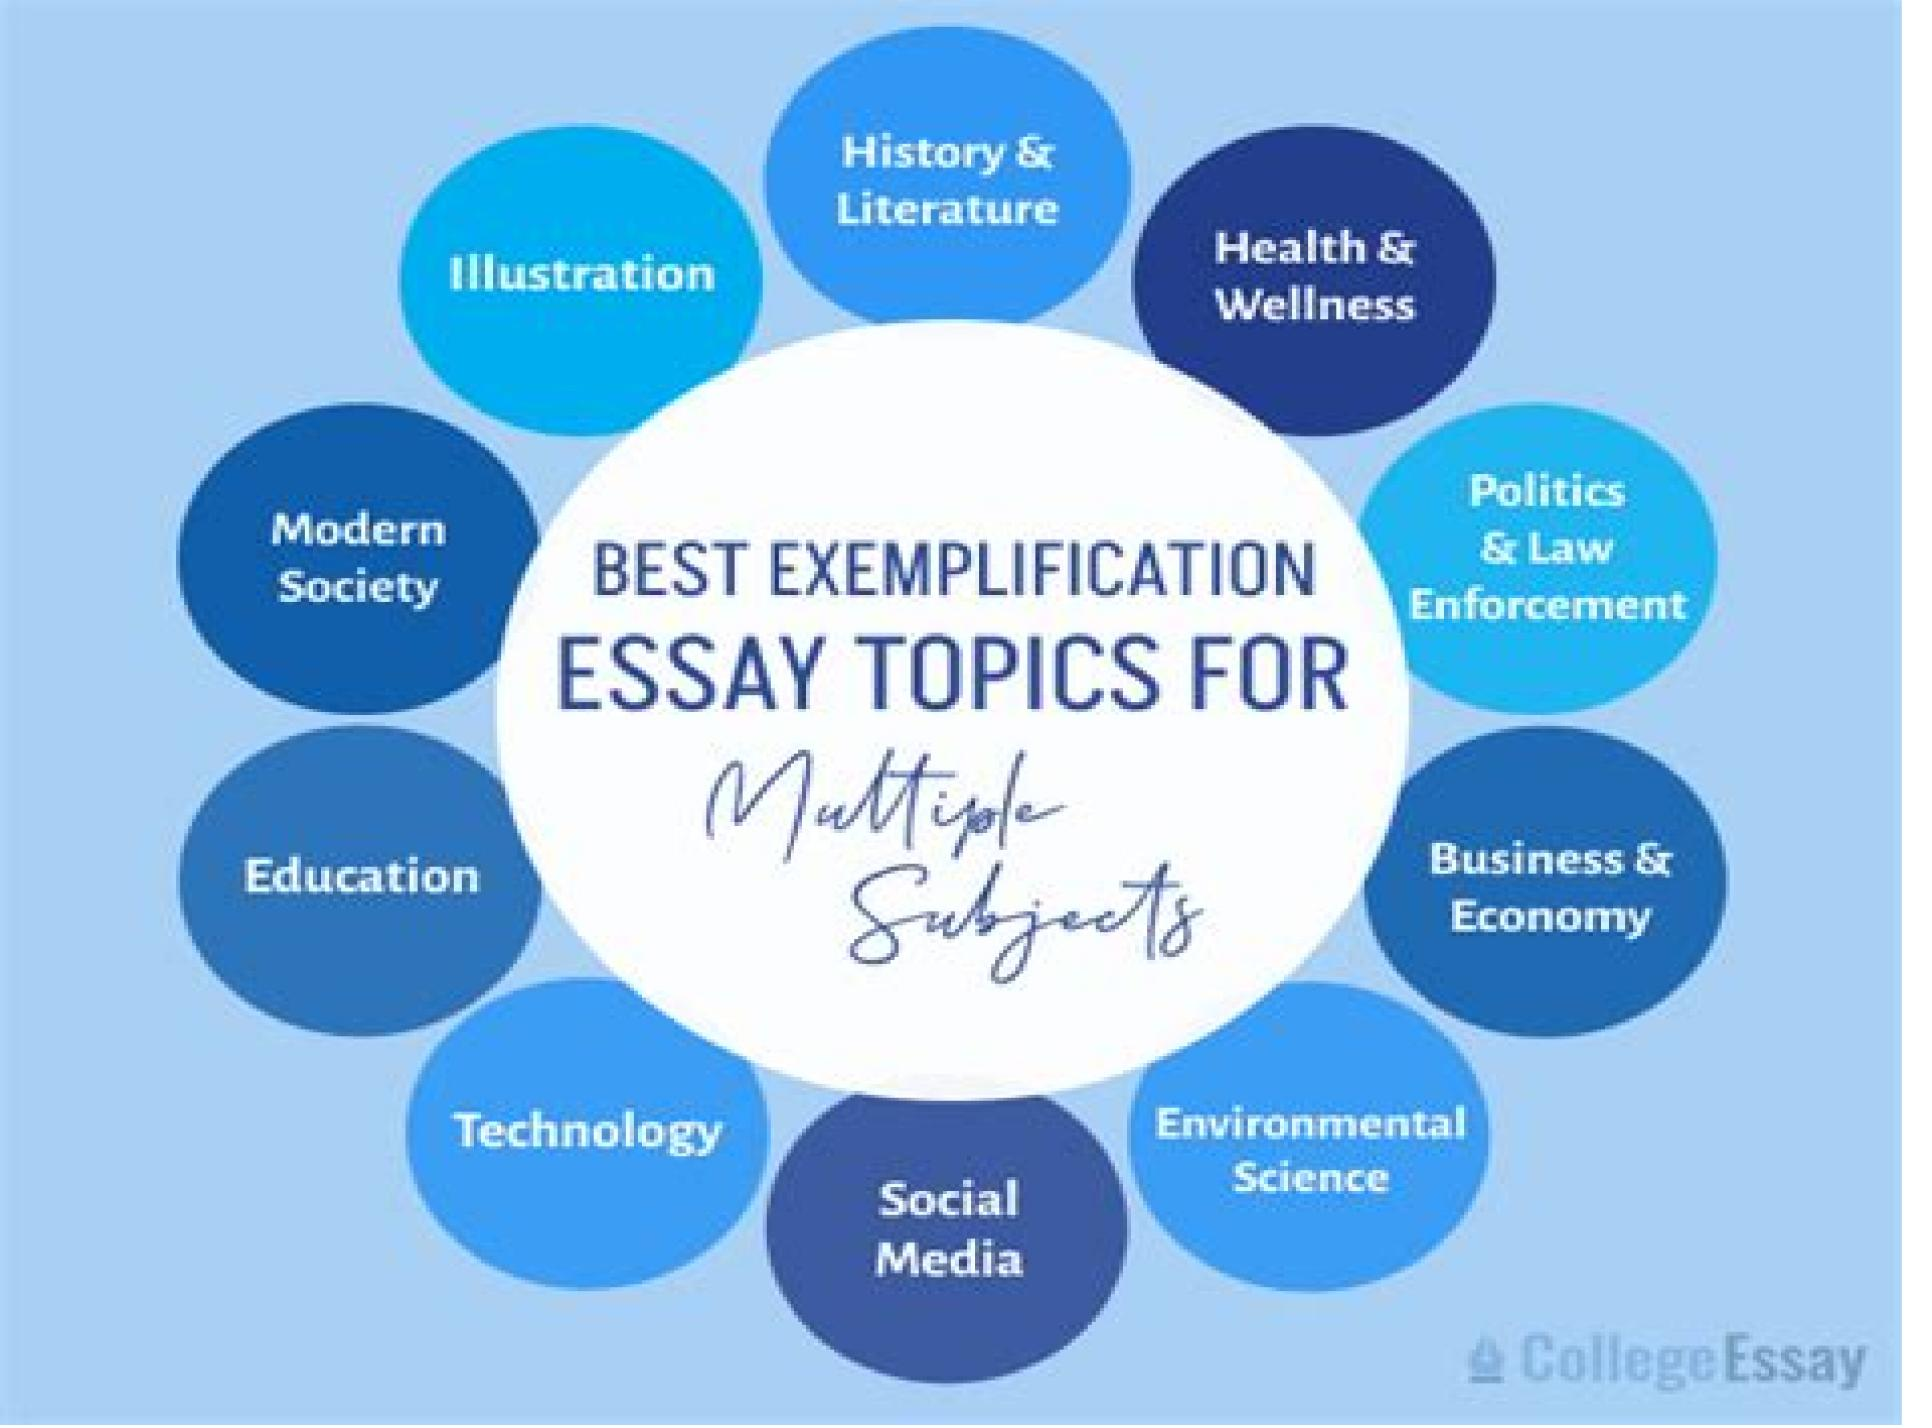 History &
Literature
Health &
Wellness
Illustration
Politics
& Law
Enforcement
Modern
Society
BEST EXEMPLIFICATION
ESSAY TOPICS FOR
Multiple
Subjects
Business &
Economy
Education
Environmental
Science
Technology
Social
Media
CollegeEssay